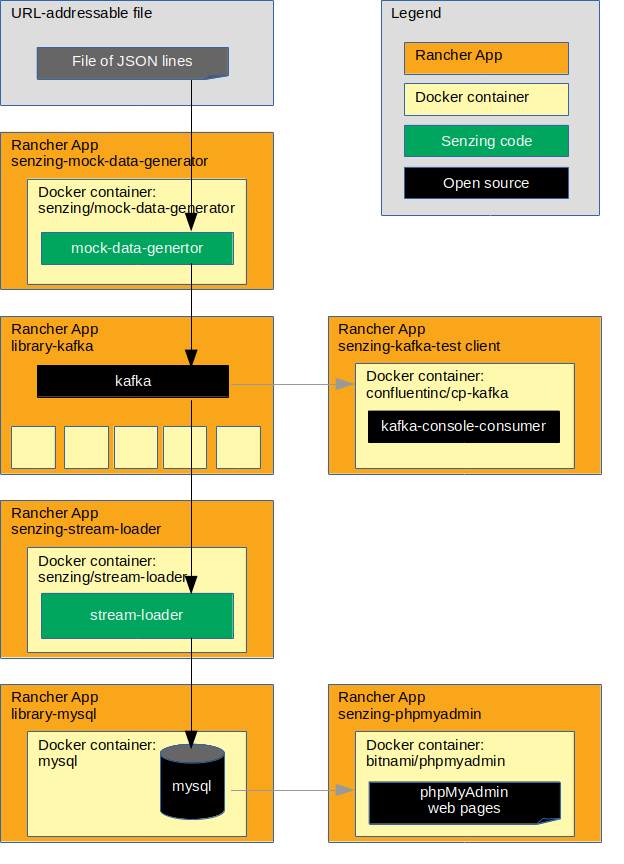 URL-addressable file
File of JSON lines
Legend
Rancher App
Docker container
Senzing code
Open source
Rancher App
senzing-mock-data-generator
Docker container:
senzing/mock-data-generator
mock-data-genertor
Rancher App
library-kafka
kafka
Rancher App
senzing-kafka-test client
Docker container:
confluentinc/cp-kafka
kafka-console-consumer
Rancher App
senzing-stream-loader
Docker container:
senzing/stream-loader
stream-loader
Rancher App
library-mysql
Docker container:
mysql
mysql
Rancher App
senzing-phpmyadmin
Docker container:
bitnami/phpmyadmin
phpMyAdmin
web pages